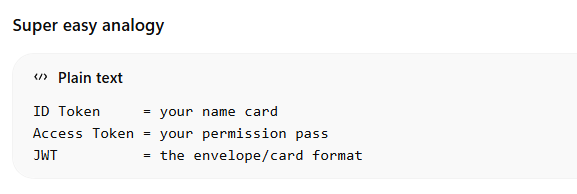 Super easy analogy
Plain text
ID Token     = your name card
Access Token = your permission pass
JWT          = the envelope/card format